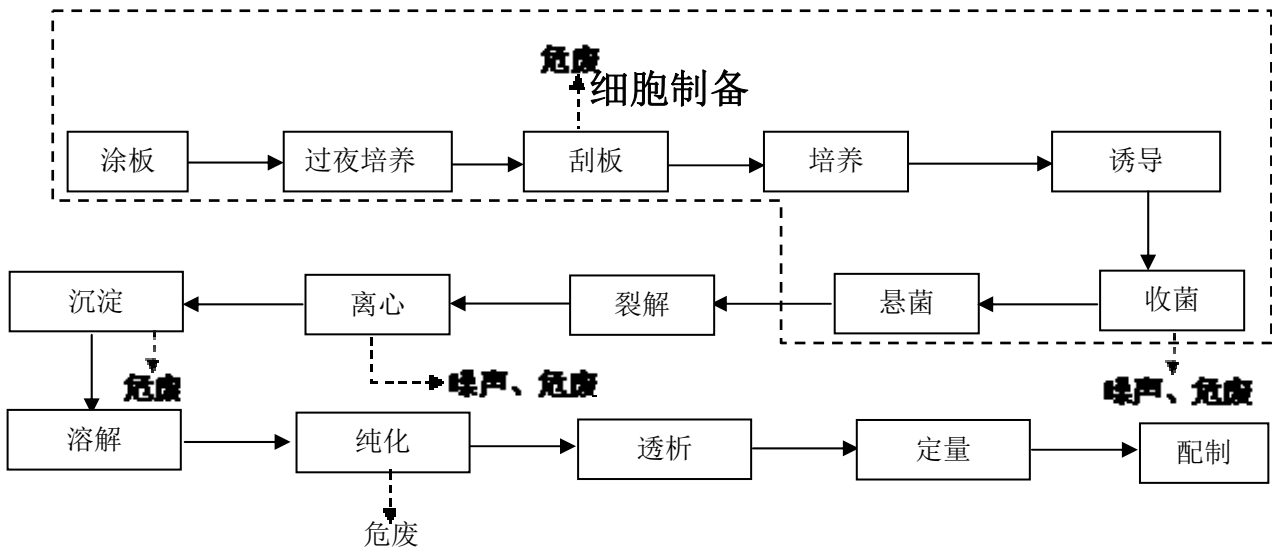 危废
细胞制备
涂板 过夜培养 刮板 培养 诱导
沉淀 离心 裂解 悬菌 收菌
危废 噪声、危废 噪声、危废
溶解 纯化 透析 定量 配制
危废